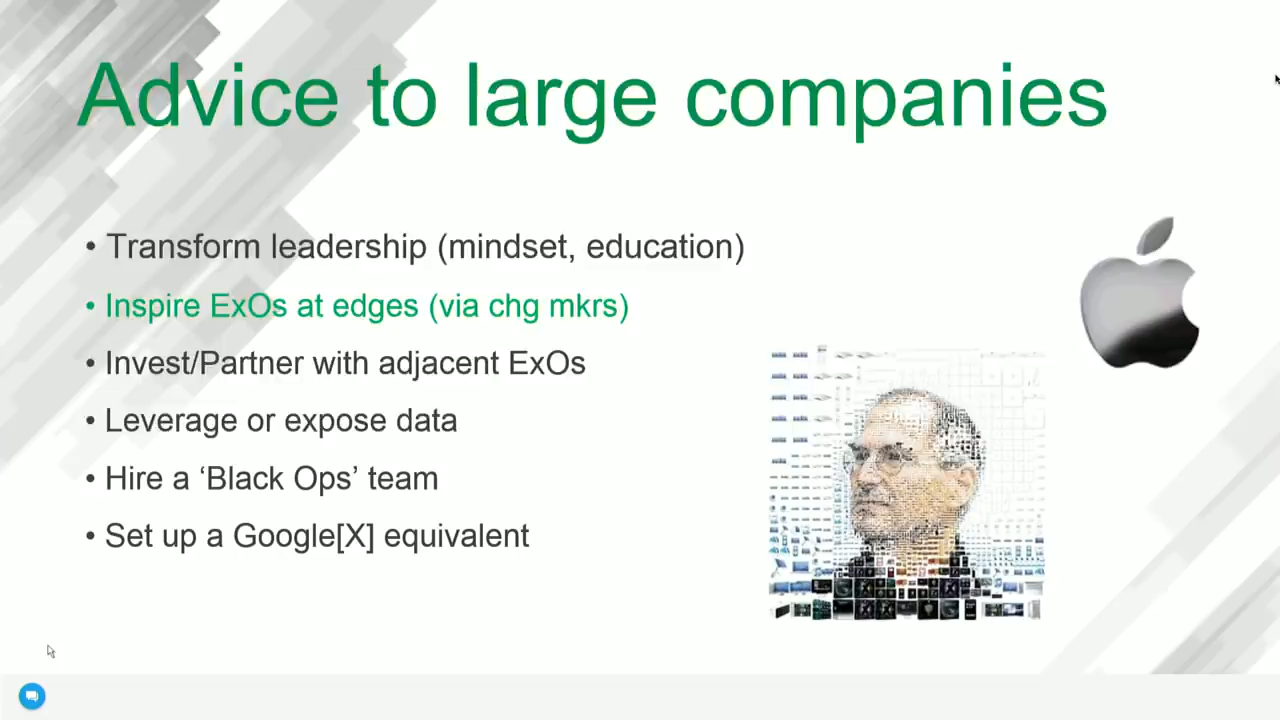 Advice to large companies
• Transform leadership (mindset, education)
• Inspire ExOs at edges (via chg mkrs)
• Invest/Partner with adjacent ExOs
• Leverage or expose data
• Hire a ‘Black Ops’ team
• Set up a Google[X] equivalent